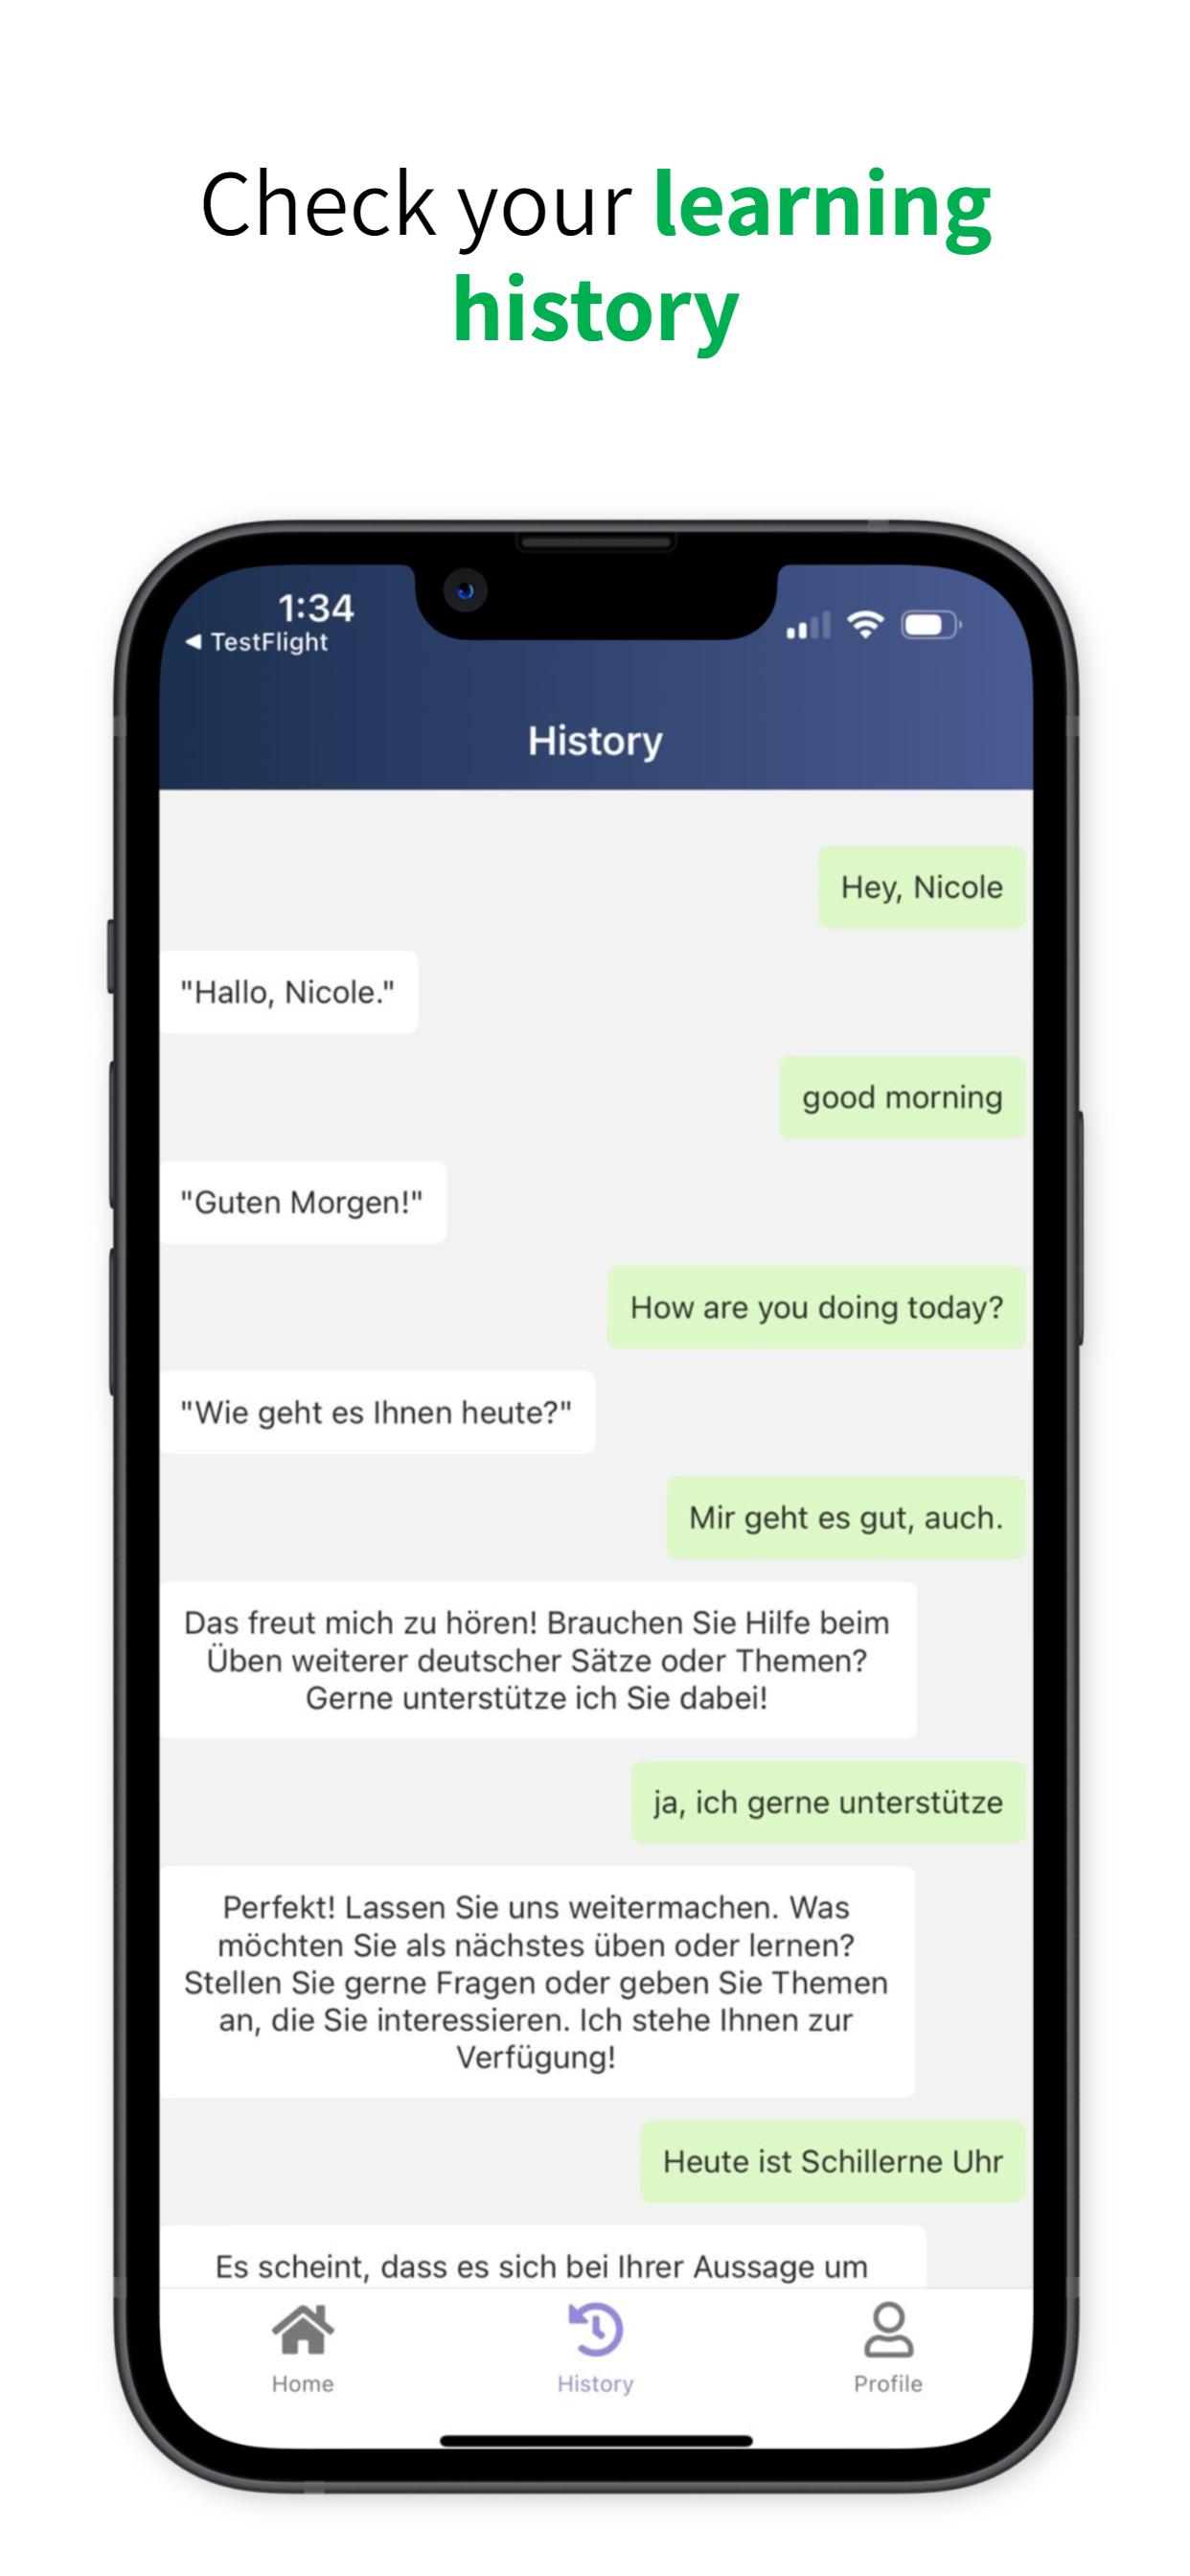 Check your learning
history
1:34
◀ TestFlight
History
Hey, Nicole
"Hallo, Nicole."
good morning
"Guten Morgen!"
How are you doing today?
"Wie geht es Ihnen heute?"
Mir geht es gut, auch.
Das freut mich zu hören! Brauchen Sie Hilfe beim
Üben weiterer deutscher Sätze oder Themen?
Gerne unterstütze ich Sie dabei!
ja, ich gerne unterstütze
Perfekt! Lassen Sie uns weitermachen. Was
möchten Sie als nächstes üben oder lernen?
Stellen Sie gerne Fragen oder geben Sie Themen
an, die Sie interessieren. Ich stehe Ihnen zur
Verfügung!
Heute ist Schillerne Uhr
Es scheint, dass es sich bei Ihrer Aussage um
Home
History
Profile